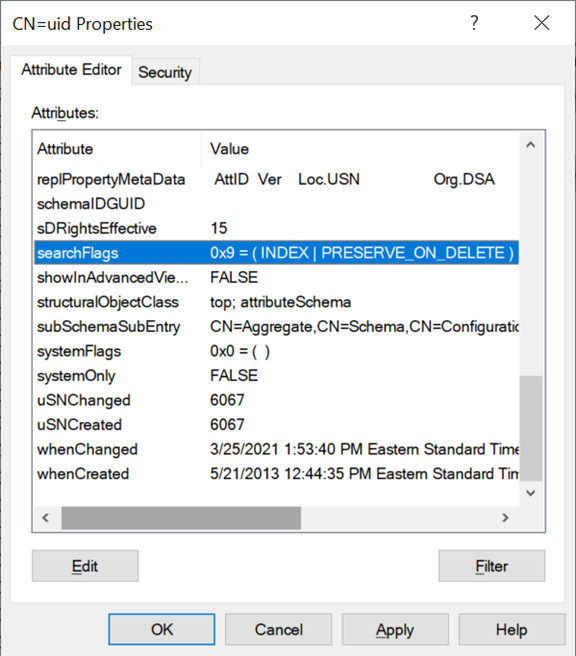 CN=uid Properties
Attribute Editor Security
Attributes:
Attribute Value
replPropertyMetaData AttID Ver Loc.USN Org.DSA
schemaIDGUID
sDRightsEffective 15
searchFlags 0x9 = ( INDEX | PRESERVE_ON_DELETE )
showInAdvancedVie... FALSE
structuralObjectClass top; attributeSchema
subSchemaSubEntry CN=Aggregate,CN=Schema,CN=Configuratio
systemFlags 0x0 = ( )
systemOnly FALSE
uSNChanged 6067
uSNCreated 6067
whenChanged 3/25/2021 1:53:40 PM Eastern Standard Time
whenCreated 5/21/2013 12:44:35 PM Eastern Standard Tim
Edit Filter
OK Cancel Apply Help